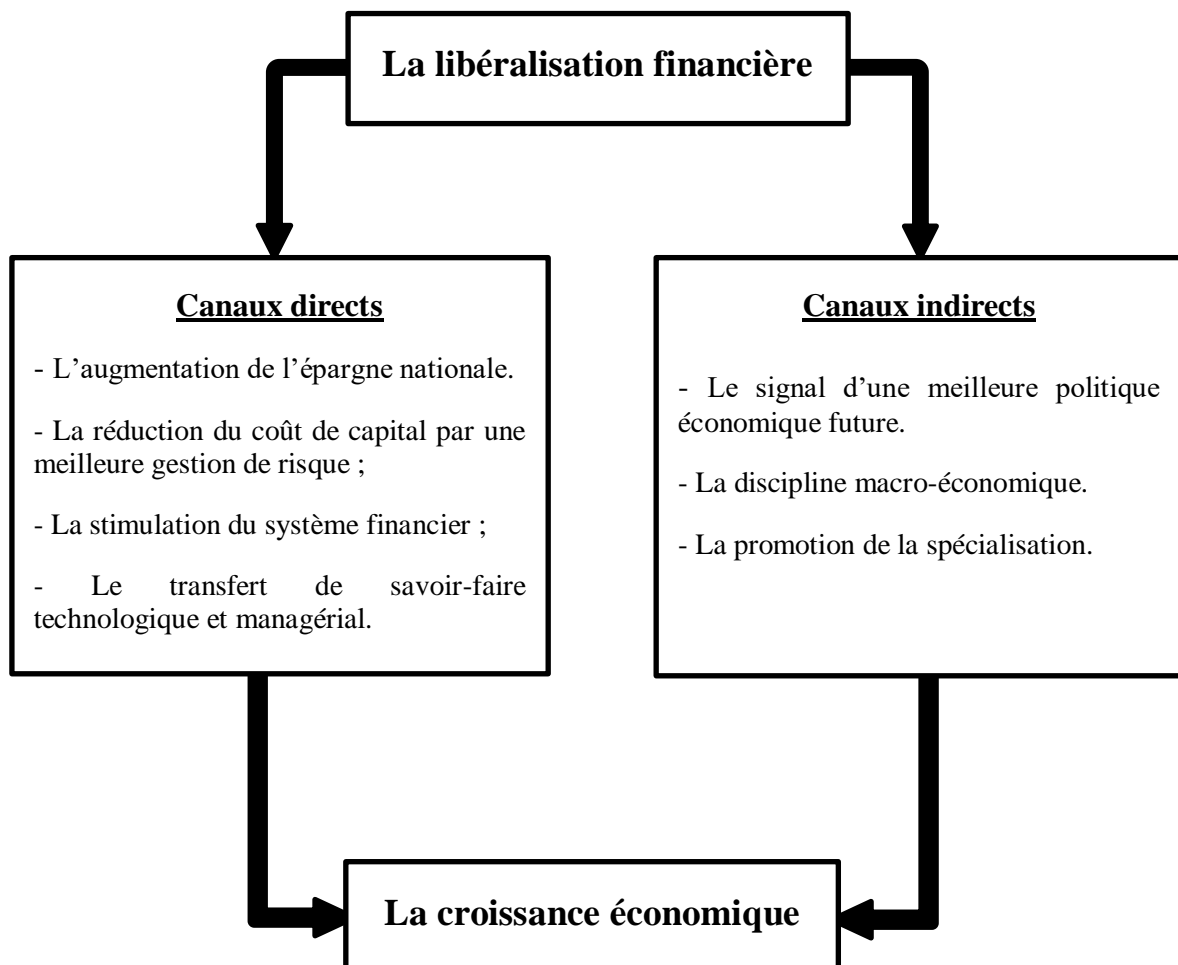 La libéralisation financière
Canaux directs
- L’augmentation de l’épargne nationale.
- La réduction du coût de capital par une
meilleure gestion de risque ;
- La stimulation du système financier ;
- Le transfert de savoir-faire
technologique et managérial.
Canaux indirects
- Le signal d’une meilleure politique
économique future.
- La discipline macro-économique.
- La promotion de la spécialisation.
La croissance économique